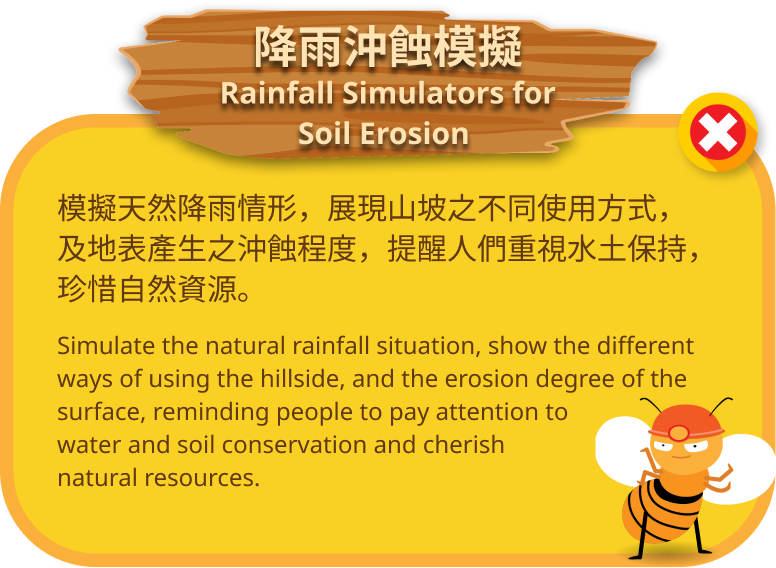 降雨沖蝕模擬
Rainfall Simulators for
Soil Erosion
模擬天然降雨情形，展現山坡之不同使用方式，
及地表產生之沖蝕程度，提醒人們重視水土保持，
珍惜自然資源。
Simulate the natural rainfall situation, show the different
ways of using the hillside, and the erosion degree of the
surface, reminding people to pay attention to
water and soil conservation and cherish
natural resources.